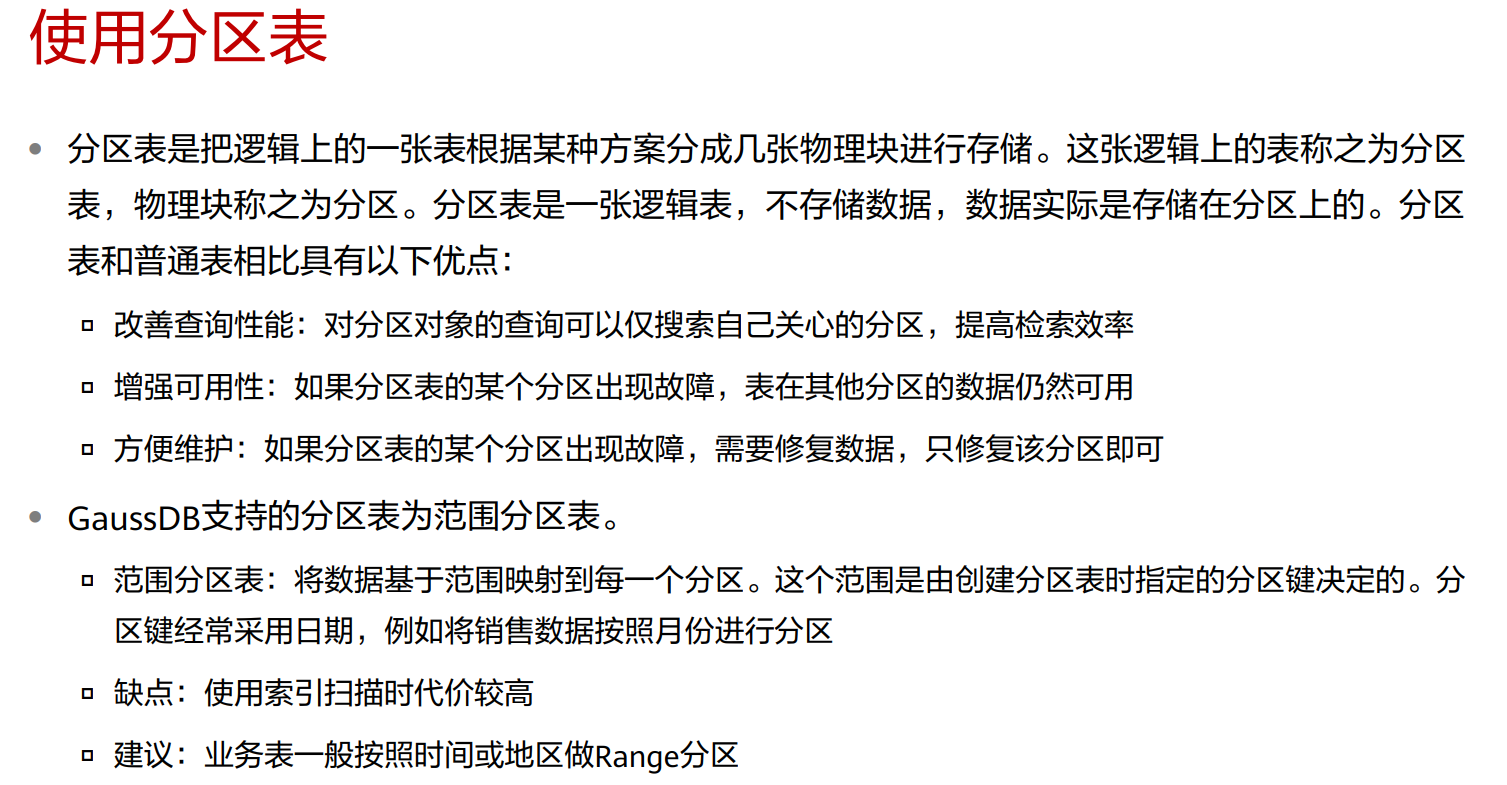 使用分区表
分区表是把逻辑上的一张表根据某种方案分成几张物理块进行存储。这张逻辑上的表称之为分区
表，物理块称之为分区。分区表是一张逻辑表，不存储数据，数据实际是存储在分区上的。分区
表和普通表相比具有以下优点：
改善查询性能：对分区对象的查询可以仅搜索自己关心的分区，提高检索效率
增强可用性：如果分区表的某个分区出现故障，表在其他分区的数据仍然可用
方便维护：如果分区表的某个分区出现故障，需要修复数据，只修复该分区即可
GaussDB支持的分区表为范围分区表。
范围分区表：将数据基于范围映射到每一个分区。这个范围是由创建分区表时指定的分区键决定的。分
区键经常采用日期，例如将销售数据按照月份进行分区
缺点：使用索引扫描时代价较高
建议：业务表一般按照时间或地区做Range分区